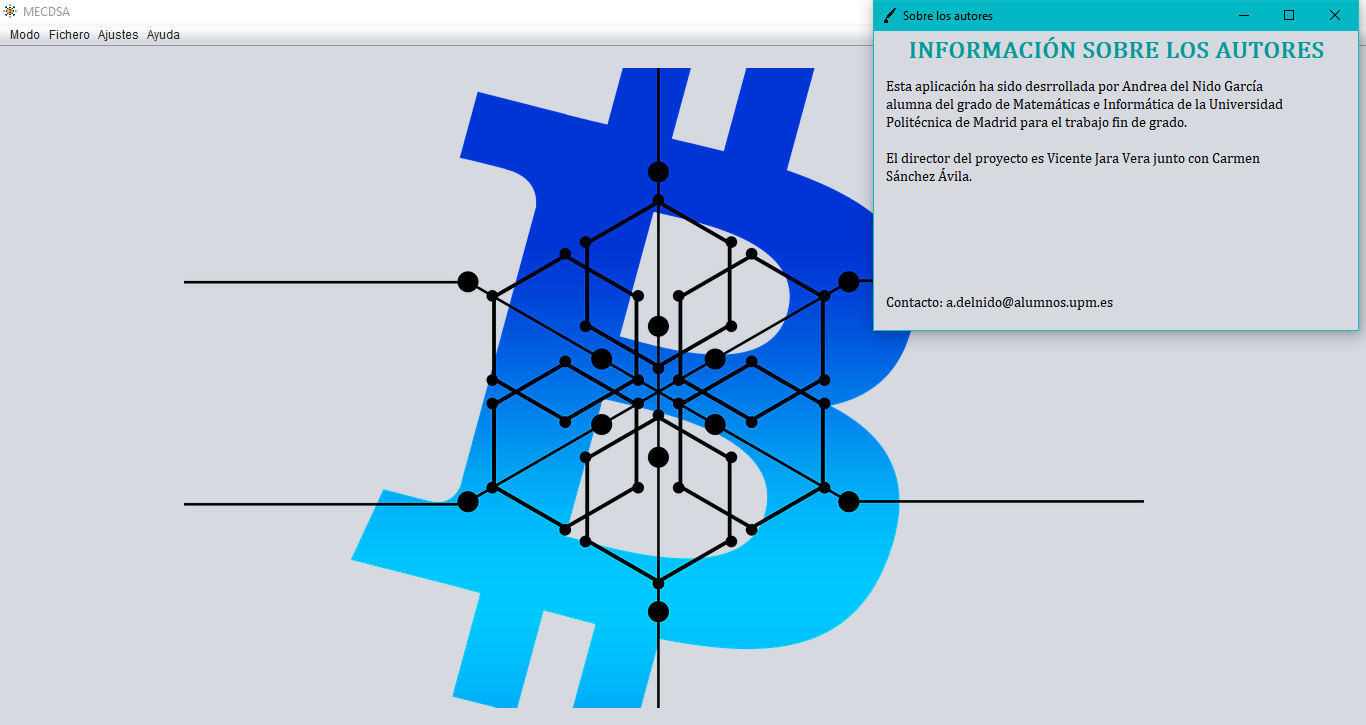 MECDSA
Modo Fichero Ajustes Ayuda
Sobre los autores
INFORMACIÓN SOBRE LOS AUTORES
Esta aplicación ha sido desrrollada por Andrea del Nido García
alumna del grado de Matemáticas e Informática de la Universidad
Politécnica de Madrid para el trabajo fin de grado.
El director del proyecto es Vicente Jara Vera junto con Carmen
Sánchez Ávila.
Contacto: a.delnido@alumnos.upm.es